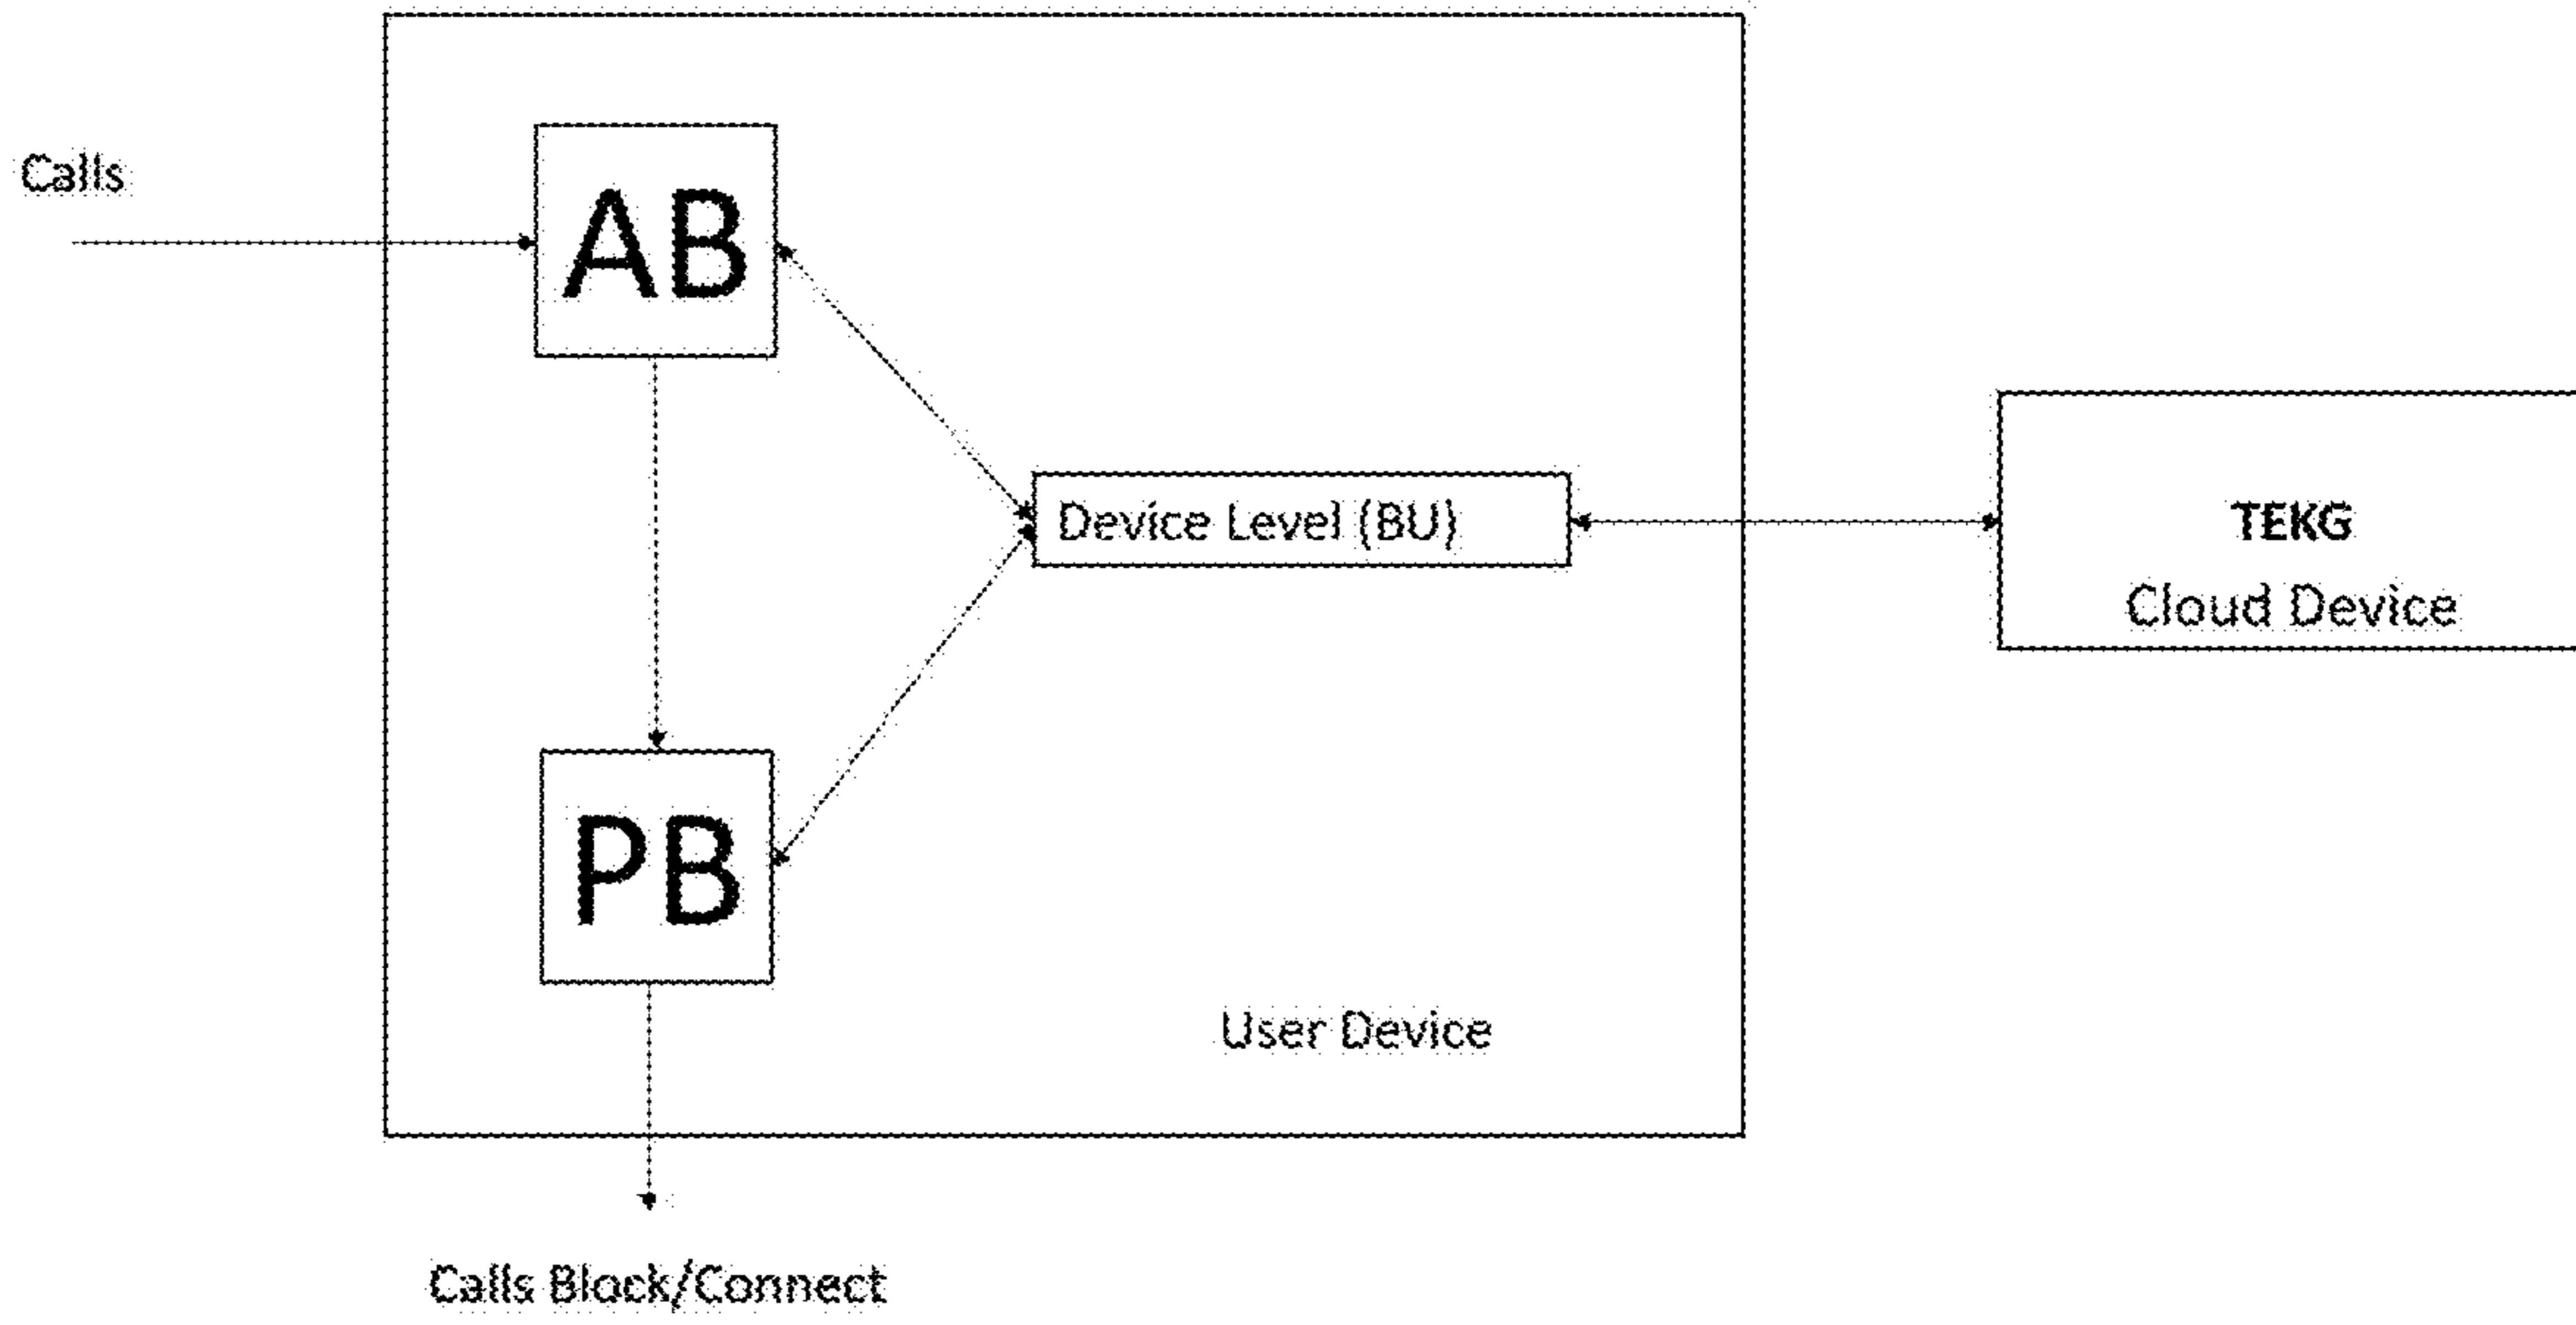 Calls
AB
Device Level (BU)
TEKG
Cloud Device
PB
User Device
Calls Block/Connect